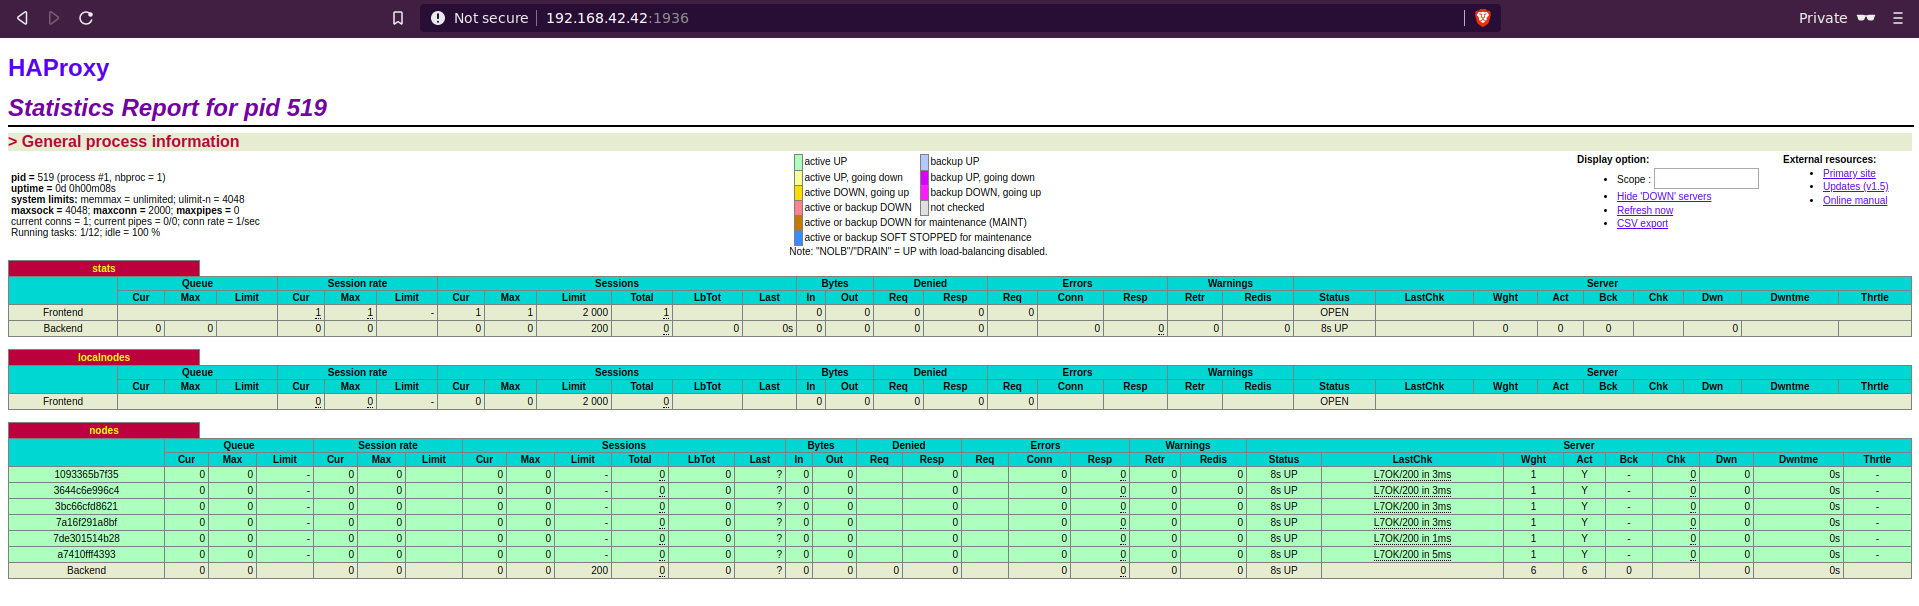 Not secure 192.168.42.42:1936 Private
HAProxy
Statistics Report for pid 519
> General process information
pid = 519 (process #1, nbproc = 1)
uptime = 0d 0h00m08s
system limits: memmax = unlimited; ulimit-n = 4048
maxsock = 4048; maxconn = 2000; maxpipes = 0
current conns = 1; current pipes = 0/0; conn rate = 1/sec
Running tasks: 1/12; idle = 100 %
active UP backup UP
active UP, going down backup UP, going down
active DOWN, going up backup DOWN, going up
active or backup DOWN not checked
active or backup DOWN for maintenance (MAINT)
active or backup SOFT STOPPED for maintenance
Note: "NOLB"/"DRAIN" = UP with load-balancing disabled.
Display option:
• Scope :
• Hide 'DOWN' servers
• Refresh now
• CSV export
External resources:
• Primary site
• Updates (v1.5)
• Online manual
stats
Queue Session rate Sessions Bytes Denied Errors Warnings Server
Cur Max Limit Cur Max Limit Cur Max Limit Total LbTot Last In Out Req Resp Req Conn Resp Retr Redis Status LastChk Wght Act Bck Chk Dwn Dwntme Thrtle
Frontend 1 1 - 1 1 2 000 1 0 0 0 0 0 OPEN
Backend 0 0 0 0 0 0 200 0 0 0s 0 0 0 0 0 0 0 0 8s UP 0 0 0 0
localnodes
Queue Session rate Sessions Bytes Denied Errors Warnings Server
Cur Max Limit Cur Max Limit Cur Max Limit Total LbTot Last In Out Req Resp Req Conn Resp Retr Redis Status LastChk Wght Act Bck Chk Dwn Dwntme Thrtle
Frontend 0 0 - 0 0 2 000 0 0 0 0 0 0 OPEN
nodes
Queue Session rate Sessions Bytes Denied Errors Warnings Server
Cur Max Limit Cur Max Limit Cur Max Limit Total LbTot Last In Out Req Resp Req Conn Resp Retr Redis Status LastChk Wght Act Bck Chk Dwn Dwntme Thrtle
1093365b7f35 0 0 - 0 0 0 0 - 0 0 ? 0 0 0 0 0 0 0 8s UP L7OK/200 in 3ms 1 Y - 0 0 0s -
3644c6e996c4 0 0 - 0 0 0 0 - 0 0 ? 0 0 0 0 0 0 0 8s UP L7OK/200 in 3ms 1 Y - 0 0 0s -
3bc66cfd8621 0 0 - 0 0 0 0 - 0 0 ? 0 0 0 0 0 0 0 8s UP L7OK/200 in 3ms 1 Y - 0 0 0s -
7a16f291a8bf 0 0 - 0 0 0 0 - 0 0 ? 0 0 0 0 0 0 0 8s UP L7OK/200 in 3ms 1 Y - 0 0 0s -
7de301514b28 0 0 - 0 0 0 0 - 0 0 ? 0 0 0 0 0 0 0 8s UP L7OK/200 in 1ms 1 Y - 0 0 0s -
a7410fff4393 0 0 - 0 0 0 0 - 0 0 ? 0 0 0 0 0 0 0 8s UP L7OK/200 in 5ms 1 Y - 0 0 0s -
Backend 0 0 0 0 0 0 200 0 0 ? 0 0 0 0 0 0 0 0 8s UP 6 6 0 0 0s